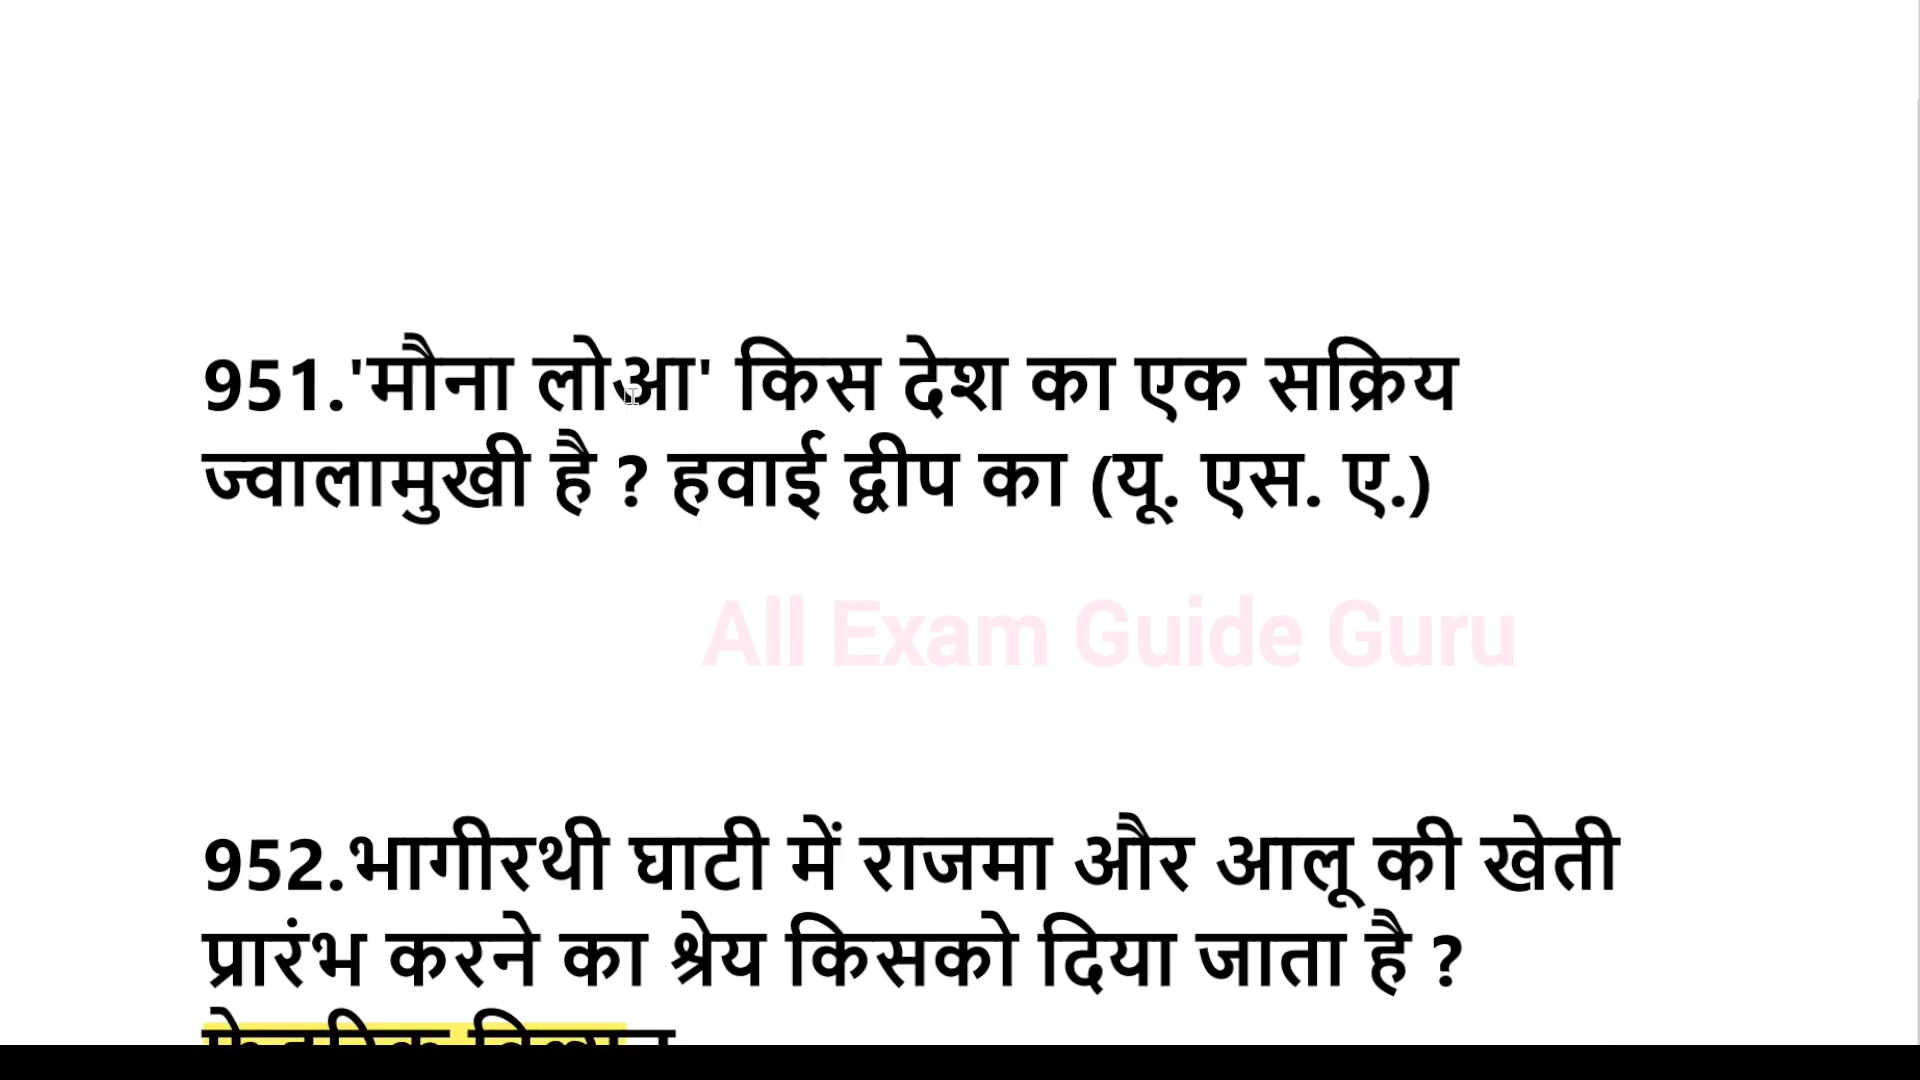 951.'मौना लोआ' किस देश का एक सक्रिय
ज्वालामुखी है ? हवाई द्वीप का (यू. एस. ए.)
All Exam Guide Guru
952.भागीरथी घाटी में राजमा और आलू की खेती
प्रारंभ करने का श्रेय किसको दिया जाता है ?